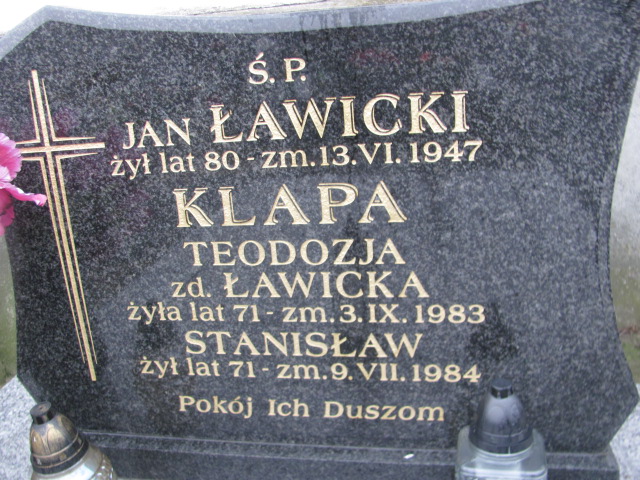 Ś. P.
JAN ŁAWICKI
żył lat 80 - zm. 13. VI. 1947
KLAPA
TEODOZJA
zd. ŁAWICKA
żyła lat 71 - zm. 3. IX. 1983
STANISŁAW
żył lat 71 - zm. 9. VII. 1984
Pokój Ich Duszom